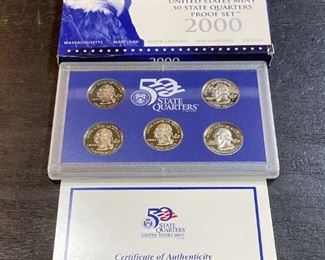 UNITED STATES MINT
50 STATE QUARTERS
PROOF SET™
2000
MASSACHUSETTS MARYLAND SOUTH CAROLINA NEW HAMPSHIRE VIRGINIA
2000
50
STATE
QUARTERS
50
STATE
QUARTERS
UNITED STATES MINT
Certificate of Authenticity